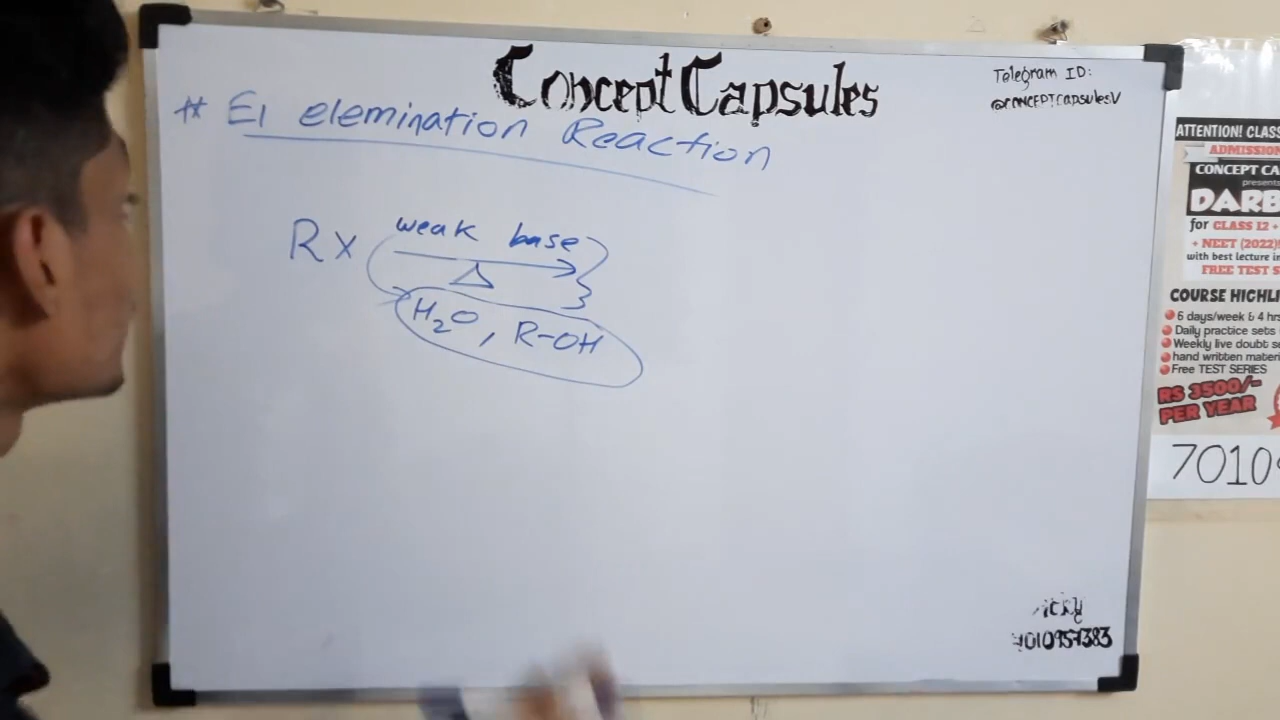 Concept Capsules
Telegram ID:
@CONCEPTCapsulesV
# E1 elemination Reaction
RX weak base
Δ
H₂O, R-OH
ATTENTION! CLASS
ADMISSION
CONCEPT CA
presents
DARB
for CLASS 12 +
+ NEET (2022)
with best lecture in
FREE TEST S
COURSE HIGHLI
6 days/week & 4 hrs
Daily practice sets
Weekly live doubt se
hand written materi
Free TEST SERIES
RS 3500/-
PER YEAR
7010
7010957383